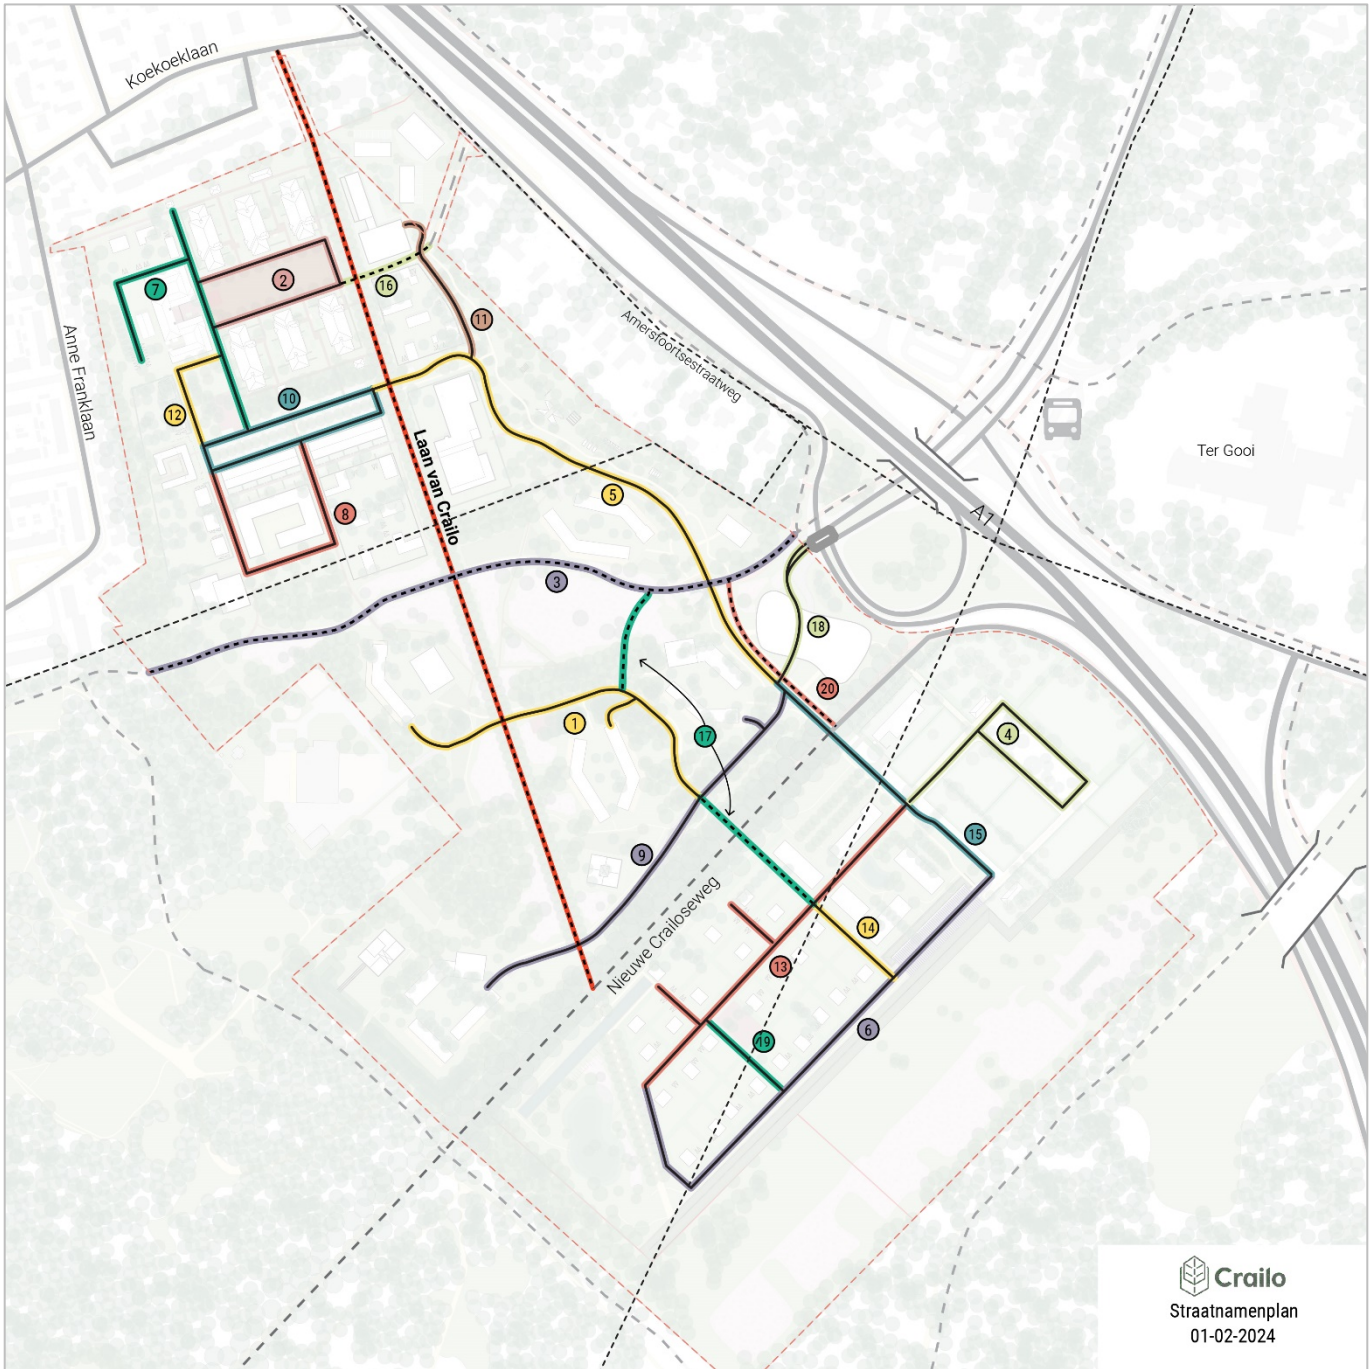 Koekoeklaan
2
7
16
11
Anne Franklaan
Amersfoortsestraatweg
10
12
Ter Gooi
Laan van Crailo
5
8
A1
3
18
20
1
17
4
15
9
Nieuwe Crailoseweg
14
13
6
19
Crailo
Straatnamenplan
01-02-2024